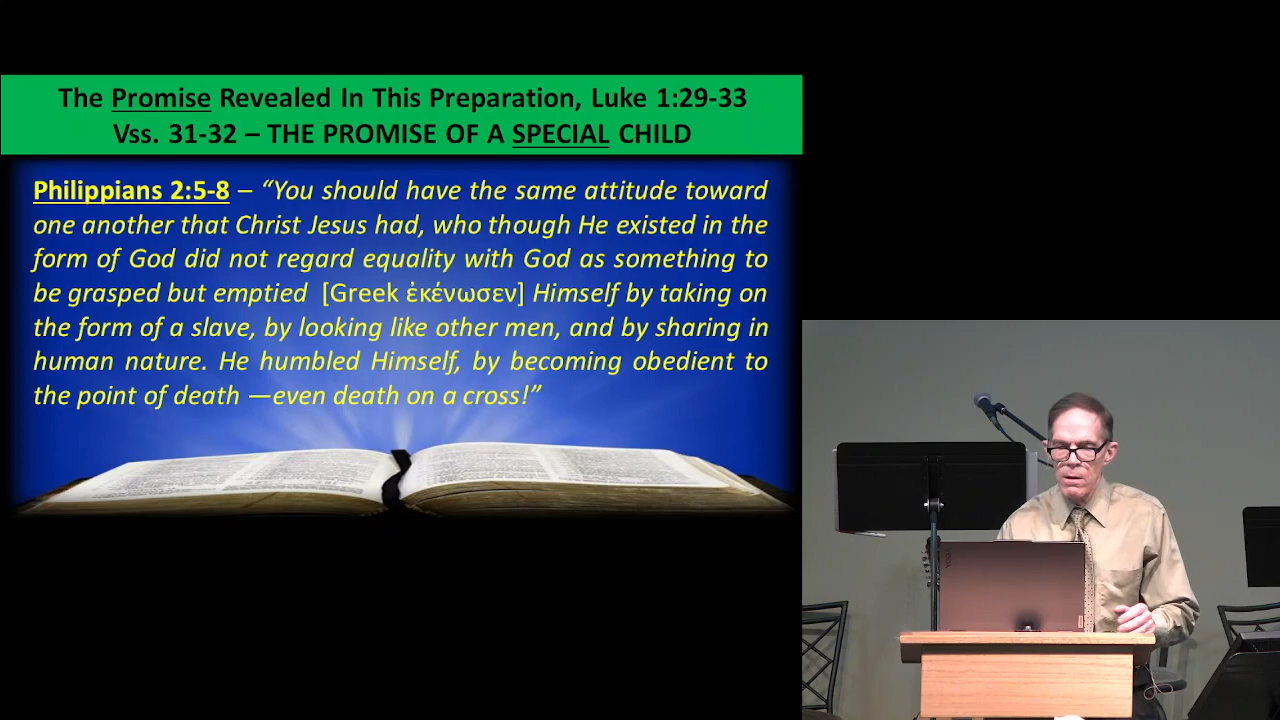 The Promise Revealed In This Preparation, Luke 1:29-33
Vss. 31-32 – THE PROMISE OF A SPECIAL CHILD
Philippians 2:5-8 – “You should have the same attitude toward
one another that Christ Jesus had, who though He existed in the
form of God did not regard equality with God as something to
be grasped but emptied [Greek ἐκένωσεν] Himself by taking on
the form of a slave, by looking like other men, and by sharing in
human nature. He humbled Himself, by becoming obedient to
the point of death —even death on a cross!”